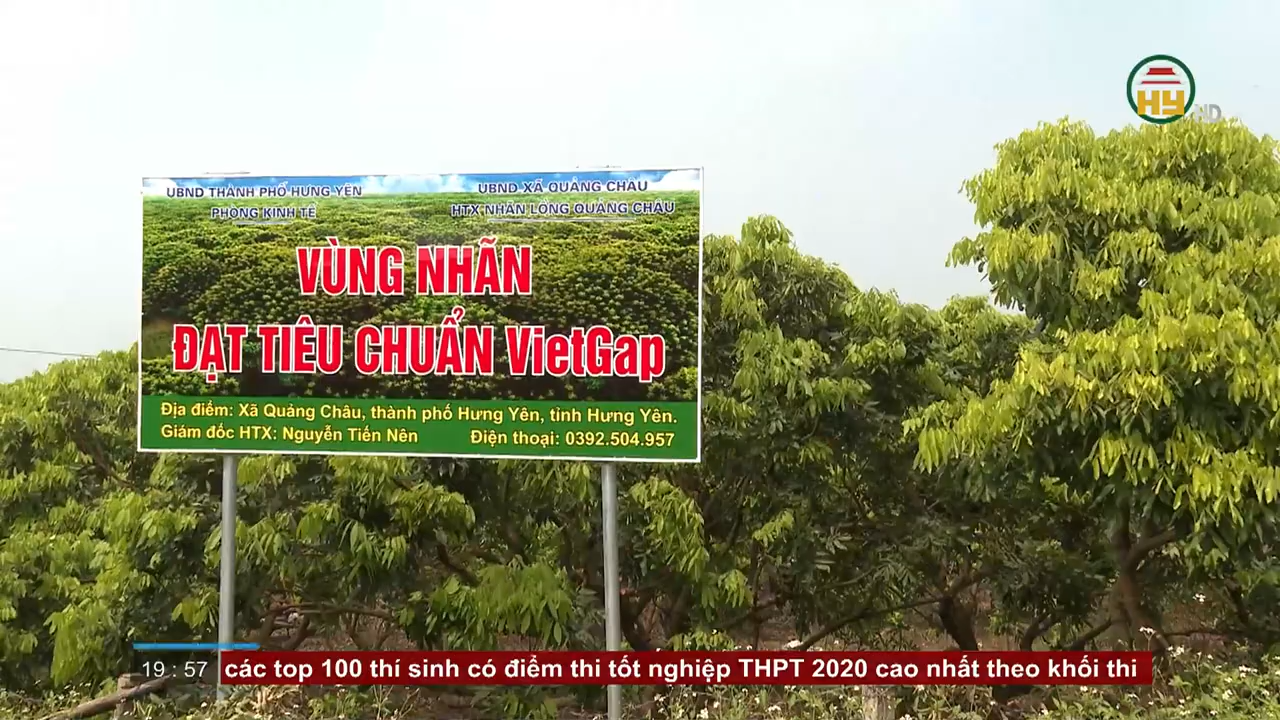 HY
HD
UBND THÀNH PHỐ HƯNG YÊN
PHÒNG KINH TẾ
UBND XÃ QUẢNG CHÂU
HTX NHÃN LỒNG QUẢNG CHÂU
VÙNG NHÃN
ĐẠT TIÊU CHUẨN VietGap
Địa điểm: Xã Quảng Châu, thành phố Hưng Yên, tỉnh Hưng Yên.
Giám đốc HTX: Nguyễn Tiến Nên
Điện thoại: 0392.504.957
19 : 57
các top 100 thí sinh có điểm thi tốt nghiệp THPT 2020 cao nhất theo khối thi